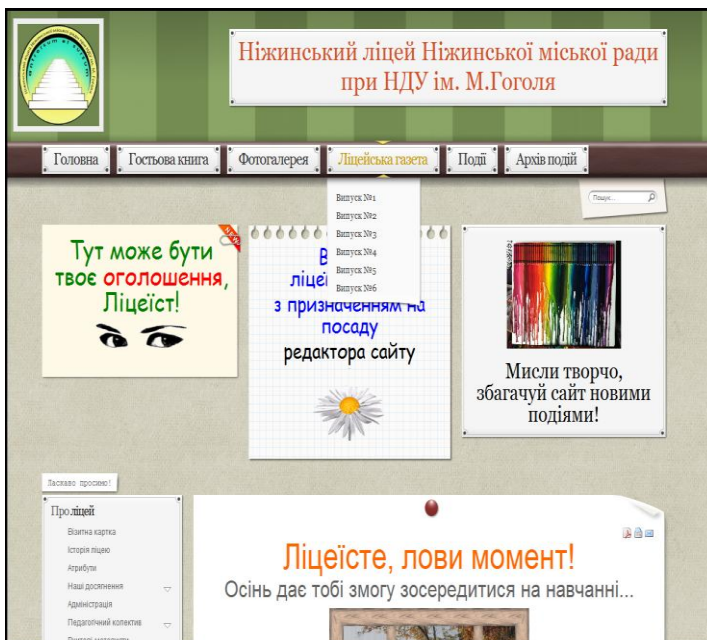 Ніжинський ліцей Ніжинської міської ради
при НДУ ім. М.Гоголя
Головна
Гостьова книга
Фотогалерея
Ліцейська газета
Події
Архів подій
Випуск №1
Випуск №2
Випуск №3
Випуск №4
Випуск №5
Випуск №6
Пошук...
Тут може бути
твоє оголошення,
Ліцеїст!
ліце
з призначенням на
посаду
редактора сайту
Мисли творчо,
збагачуй сайт новими
подіями!
Ласкаво просимо!
Про ліцей
Візитна картка
Історія ліцею
Атрибути
Наші досягнення
Адміністрація
Педагогічний колектив
Ліцеїсте, лови момент!
Осінь дає тобі змогу зосередитися на навчанні...